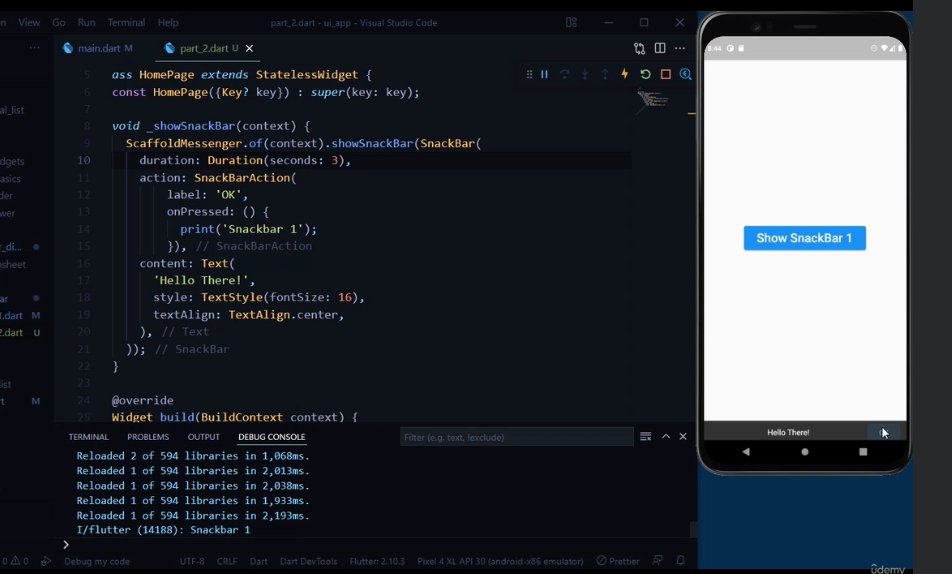 View Go Run Terminal Help
part_2.dart - ui_app - Visual Studio Code
main.dart M
part_2.dart U
al_list
dgets
asics
der
wer
_di...
sheet
ar
1.dart M
2.dart U
ist
rt M
5 ass HomePage extends StatelessWidget {
6 const HomePage({Key? key}) : super(key: key);
7
8 void _showSnackBar(context) {
9 ScaffoldMessenger.of(context).showSnackBar(SnackBar(
10 duration: Duration(seconds: 3),
11 action: SnackBarAction(
12 label: 'OK',
13 onPressed: () {
14 print('Snackbar 1');
15 }), // SnackBarAction
16 content: Text(
17 'Hello There!',
18 style: TextStyle(fontSize: 16),
19 textAlign: TextAlign.center,
20 ), // Text
21 )); // SnackBar
22 }
23
24 @override
25 Widget build(BuildContext context) {
TERMINAL PROBLEMS OUTPUT DEBUG CONSOLE
Filter (e.g. text, !exclude)
Reloaded 2 of 594 libraries in 1,068ms.
Reloaded 1 of 594 libraries in 2,013ms.
Reloaded 1 of 594 libraries in 2,038ms.
Reloaded 1 of 594 libraries in 1,933ms.
Reloaded 1 of 594 libraries in 2,193ms.
I/flutter (14188): Snackbar 1
0 0 Debug my code UTF-8 CRLF Dart Dart DevTools Flutter: 2.10.3 Pixel 4 XL API 30 (android-x86 emulator) Prettier
:44
Show SnackBar 1
Hello There!
ûdemy